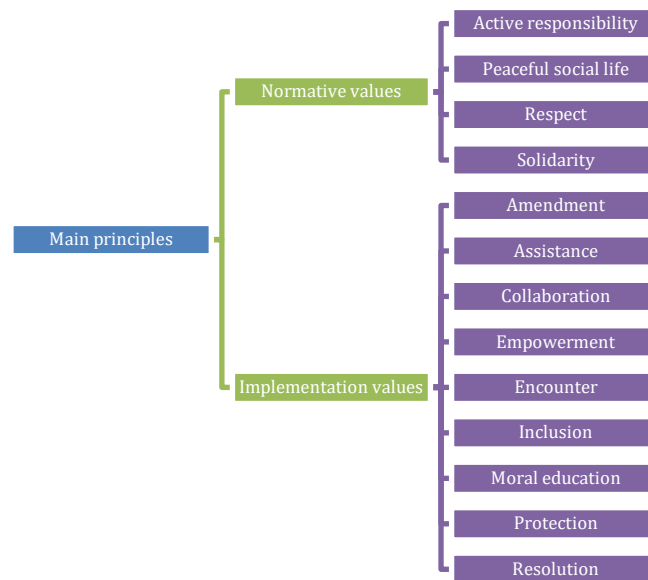 Main principles
Normative values
Active responsibility
Peaceful social life
Respect
Solidarity
Implementation values
Amendment
Assistance
Collaboration
Empowerment
Encounter
Inclusion
Moral education
Protection
Resolution